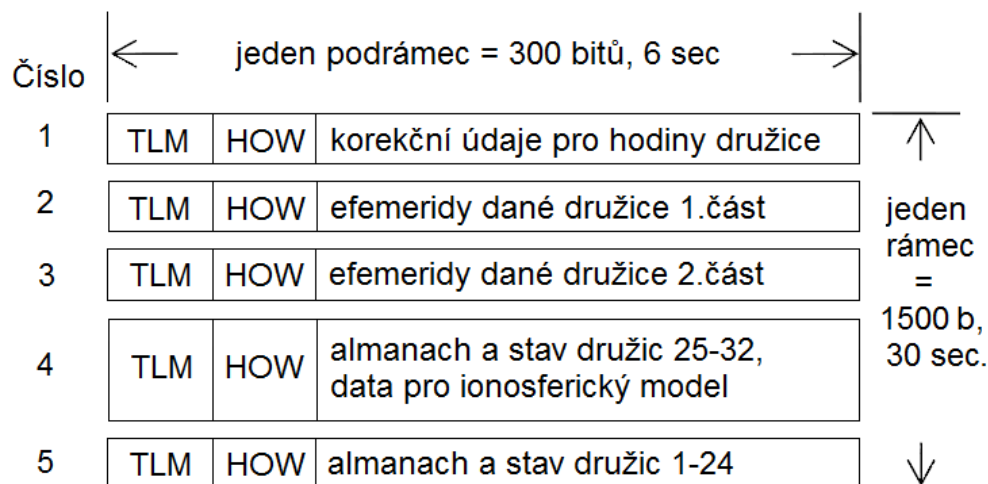 jeden podrámec = 300 bitů, 6 sec
Číslo
1 TLM HOW korekční údaje pro hodiny družice
2 TLM HOW efemeridy dané družice 1.část
3 TLM HOW efemeridy dané družice 2.část
4 TLM HOW almanach a stav družic 25-32,
data pro ionosferický model
5 TLM HOW almanach a stav družic 1-24
jeden
rámec
=
1500 b,
30 sec.